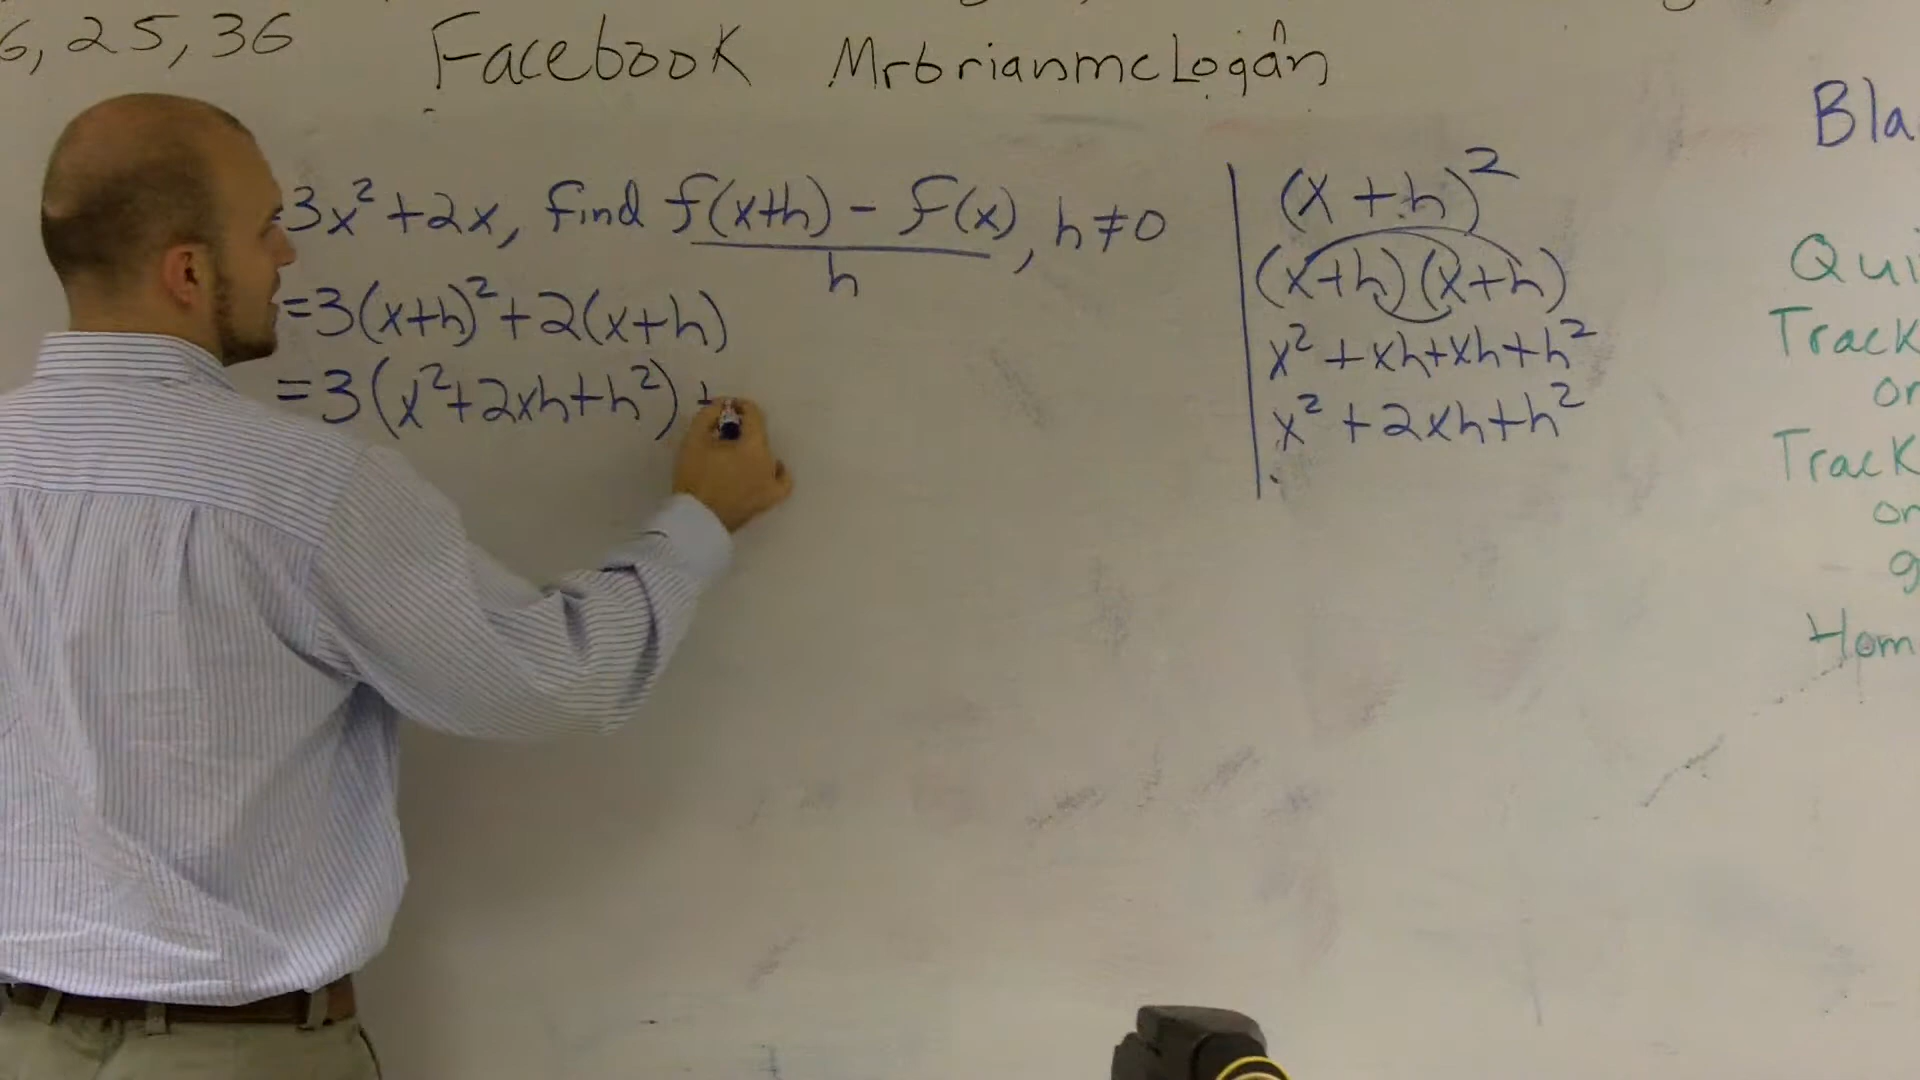 6, 25, 36
Facebook MrbrianmcLogan
=3x² + 2x, find f(x+h) - f(x), h≠0
h
=3(x+h)² + 2(x+h)
=3(x²+2xh+h²) +
(x + h)²
(x+h)(x+h)
x² + xh+xh+h²
x² + 2xh+h²
Bla
Qui
Track
or
Track
or
g
Hom